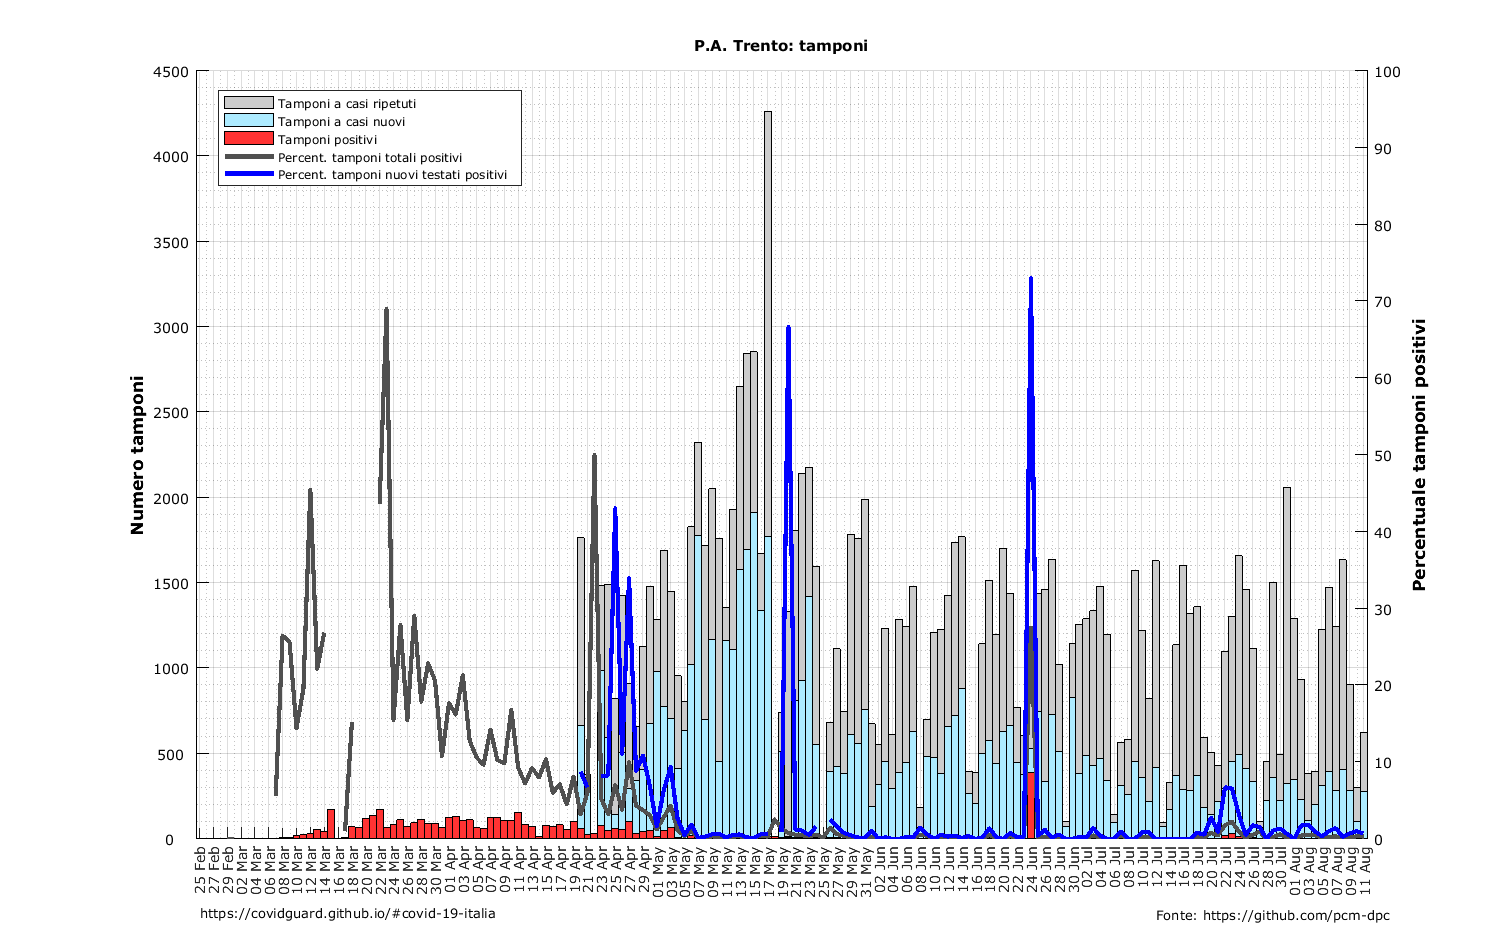 P.A. Trento: tamponi
4500
4000
3500
3000
2500
2000
1500
1000
500
0
Numero tamponi
Tamponi a casi ripetuti
Tamponi a casi nuovi
Tamponi positivi
Percent. tamponi totali positivi
Percent. tamponi nuovi testati positivi
100
90
80
70
60
50
40
30
20
10
0
Percentuale tamponi positivi
25 Feb
27 Feb
29 Feb
02 Mar
04 Mar
06 Mar
08 Mar
10 Mar
12 Mar
14 Mar
16 Mar
18 Mar
20 Mar
22 Mar
24 Mar
26 Mar
28 Mar
30 Mar
01 Apr
03 Apr
05 Apr
07 Apr
09 Apr
11 Apr
13 Apr
15 Apr
17 Apr
19 Apr
21 Apr
23 Apr
25 Apr
27 Apr
29 Apr
01 May
03 May
05 May
07 May
09 May
11 May
13 May
15 May
17 May
19 May
21 May
23 May
25 May
27 May
29 May
31 May
02 Jun
04 Jun
06 Jun
08 Jun
10 Jun
12 Jun
14 Jun
16 Jun
18 Jun
20 Jun
22 Jun
24 Jun
26 Jun
28 Jun
30 Jun
02 Jul
04 Jul
06 Jul
08 Jul
10 Jul
12 Jul
14 Jul
16 Jul
18 Jul
20 Jul
22 Jul
24 Jul
26 Jul
28 Jul
30 Jul
01 Aug
03 Aug
05 Aug
07 Aug
09 Aug
11 Aug
https://covidguard.github.io/#covid-19-italia
Fonte: https://github.com/pcm-dpc